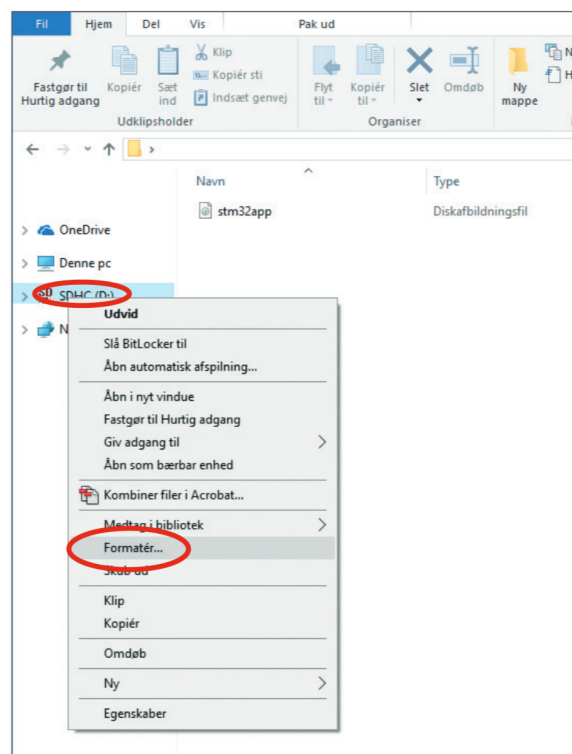 Fil Hjem Del Vis Pak ud
Fastgør til
Hurtig adgang
Kopiér
Sæt
ind
Klip
Kopiér sti
Indsæt genvej
Udklipsholder
Flyt
til
Kopiér
til
Slet
Omdøb
Organiser
Ny
mappe
N
H
Navn Type
stm32app Diskafbildningsfil
OneDrive
Denne pc
SDHC (D:)
N
Udvid
Slå BitLocker til
Åbn automatisk afspilning...
Åbn i nyt vindue
Fastgør til Hurtig adgang
Giv adgang til
Åbn som bærbar enhed
Kombiner filer i Acrobat...
Medtag i bibliotek
Formatér...
Skub ud
Klip
Kopiér
Omdøb
Ny
Egenskaber